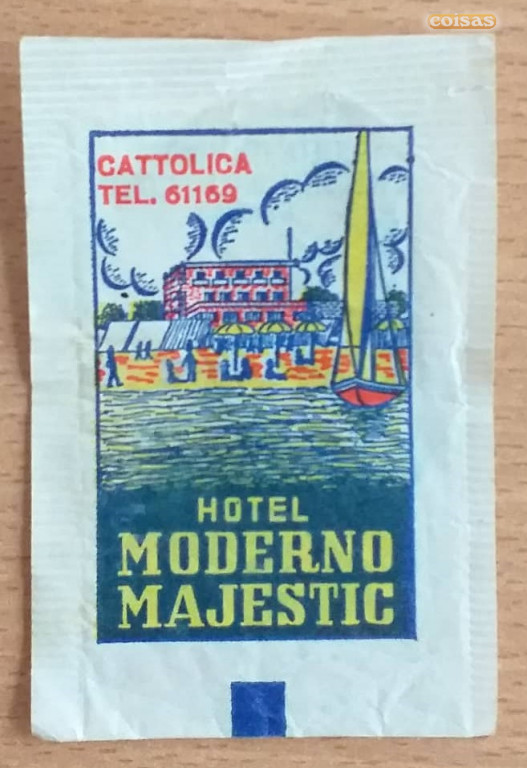 coisas
CATTOLICA
TEL. 61169
HOTEL
MODERNO
MAJESTIC